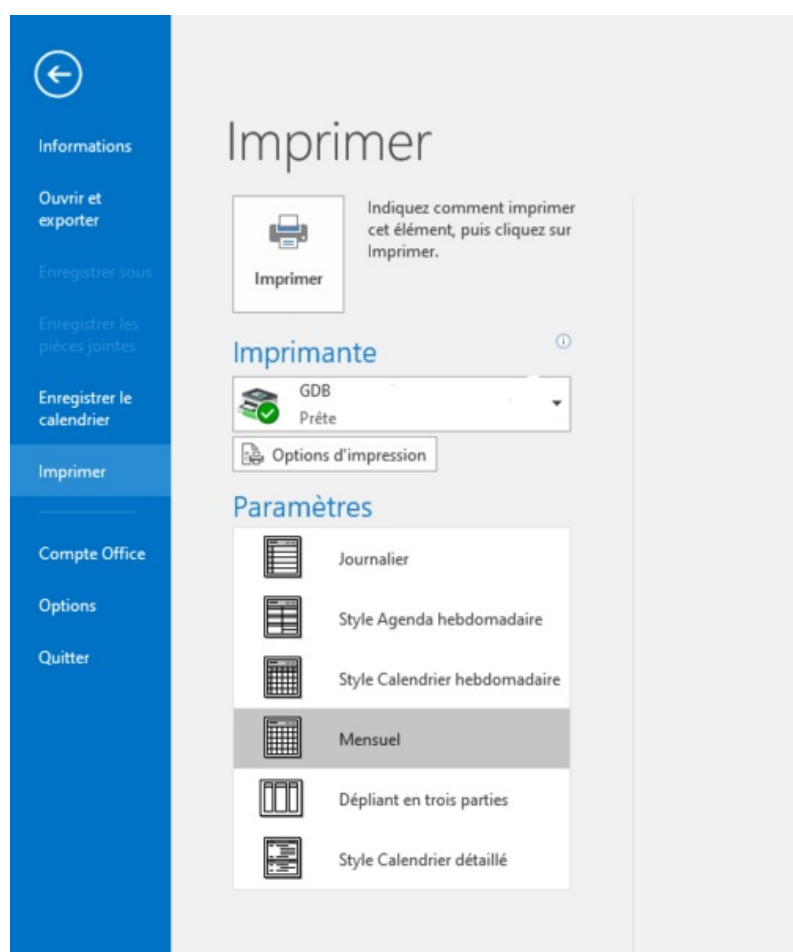 Informations
Ouvrir et
exporter
Enregistrer sous
Enregistrer les
pièces jointes
Enregistrer le
calendrier
Imprimer
Compte Office
Options
Quitter
Imprimer
Imprimer
Indiquez comment imprimer
cet élément, puis cliquez sur
Imprimer.
Imprimante
GDB
Prête
Options d'impression
Paramètres
Journalier
Style Agenda hebdomadaire
Style Calendrier hebdomadaire
Mensuel
Dépliant en trois parties
Style Calendrier détaillé